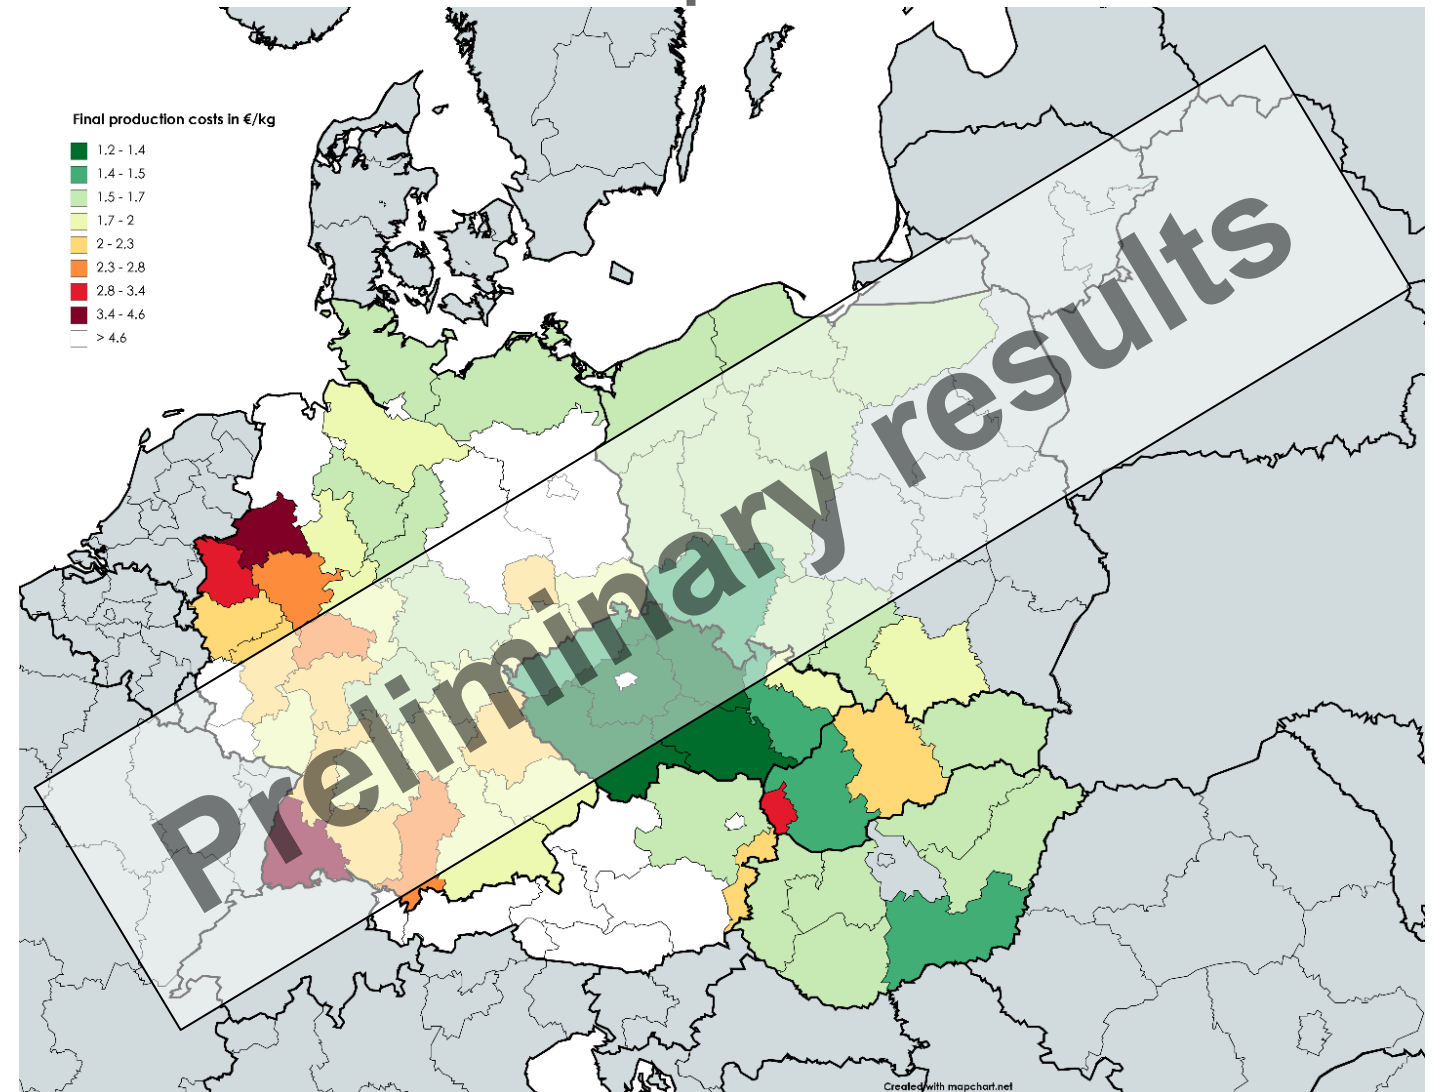 Final production costs in €/kg
1.2 - 1.4
1.4 - 1.5
1.5 - 1.7
1.7 - 2
2 - 2.3
2.3 - 2.8
2.8 - 3.4
3.4 - 4.6
> 4.6
Preliminary results
Created with mapchart.net